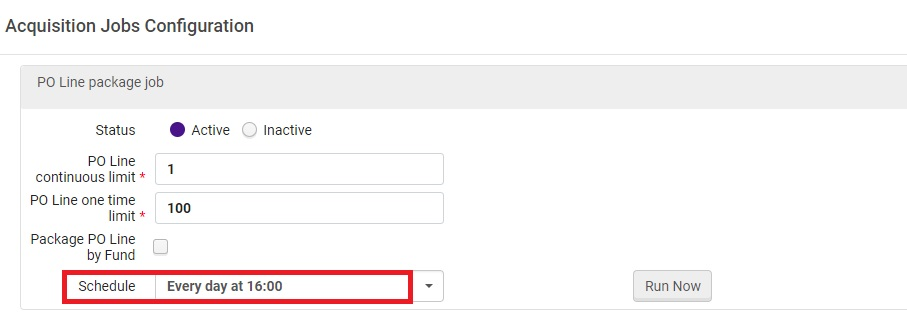 Acquisition Jobs Configuration
PO Line package job
Status Active Inactive
PO Line
continuous limit * 1
PO Line one time
limit * 100
Package PO Line
by Fund
Schedule Every day at 16:00 Run Now